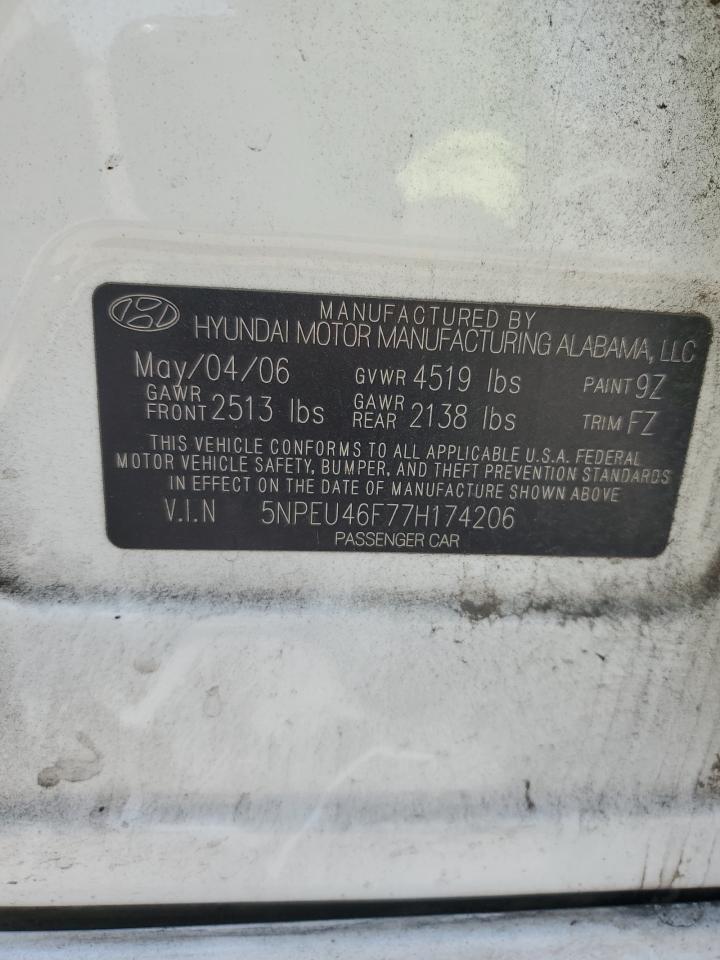 MANUFACTURED BY
HYUNDAI MOTOR MANUFACTURING ALABAMA, LLC
May/04/06 GVWR 4519 lbs PAINT 9Z
GAWR FRONT 2513 lbs GAWR REAR 2138 lbs TRIM FZ
THIS VEHICLE CONFORMS TO ALL APPLICABLE U.S.A. FEDERAL
MOTOR VEHICLE SAFETY, BUMPER, AND THEFT PREVENTION STANDARDS
IN EFFECT ON THE DATE OF MANUFACTURE SHOWN ABOVE
V.I.N 5NPEU46F77H174206
PASSENGER CAR